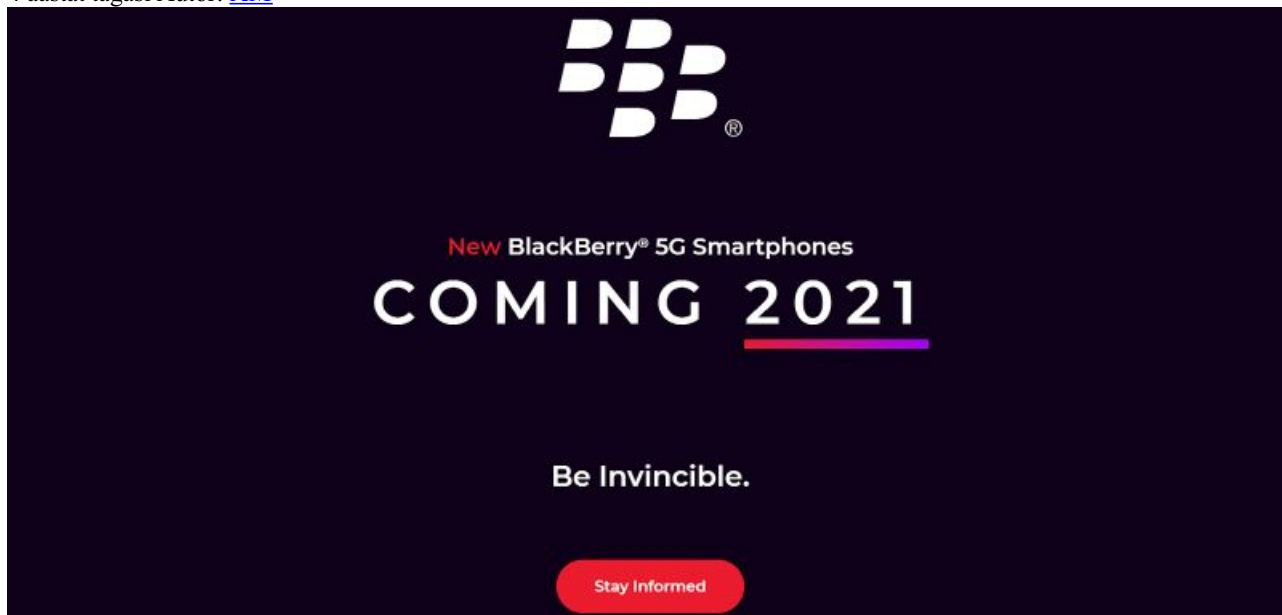 ®
New BlackBerry® 5G Smartphones
COMING 2021
Be Invincible.
Stay Informed